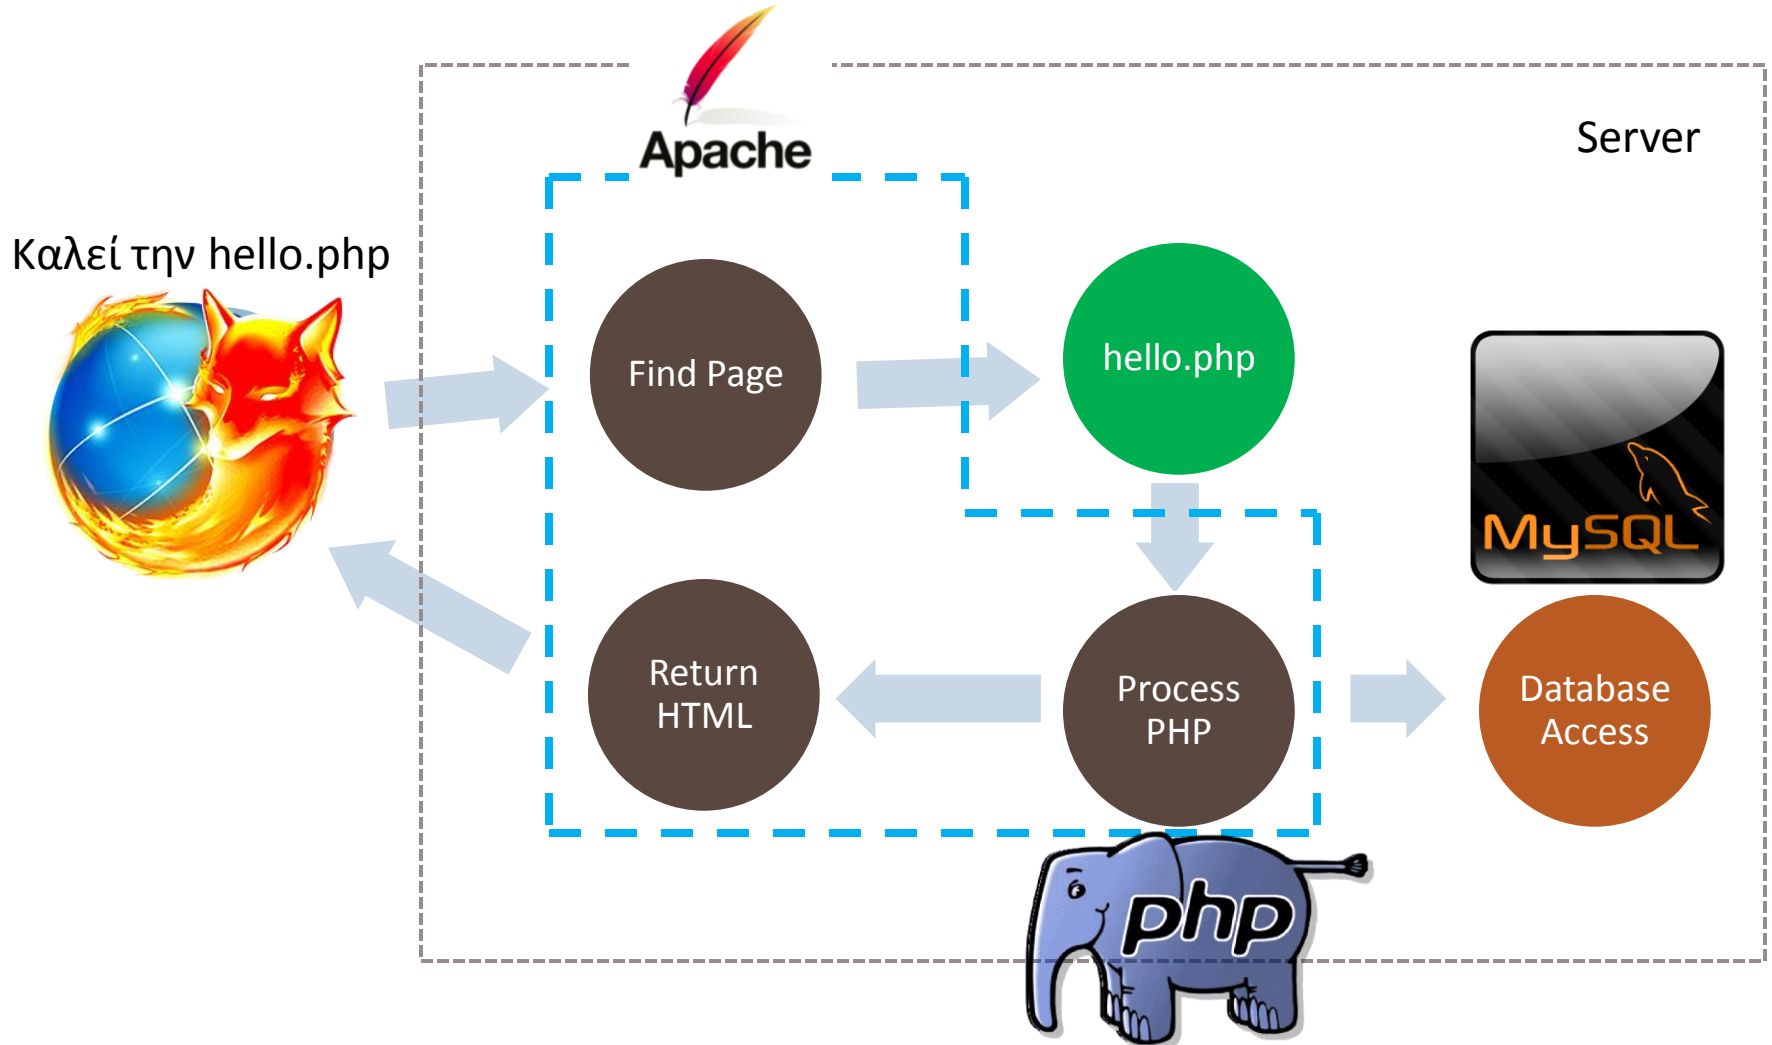 Apache
Server
Καλεί την hello.php
Find Page
hello.php
MySQL
Return
HTML
Process
PHP
Database
Access
php